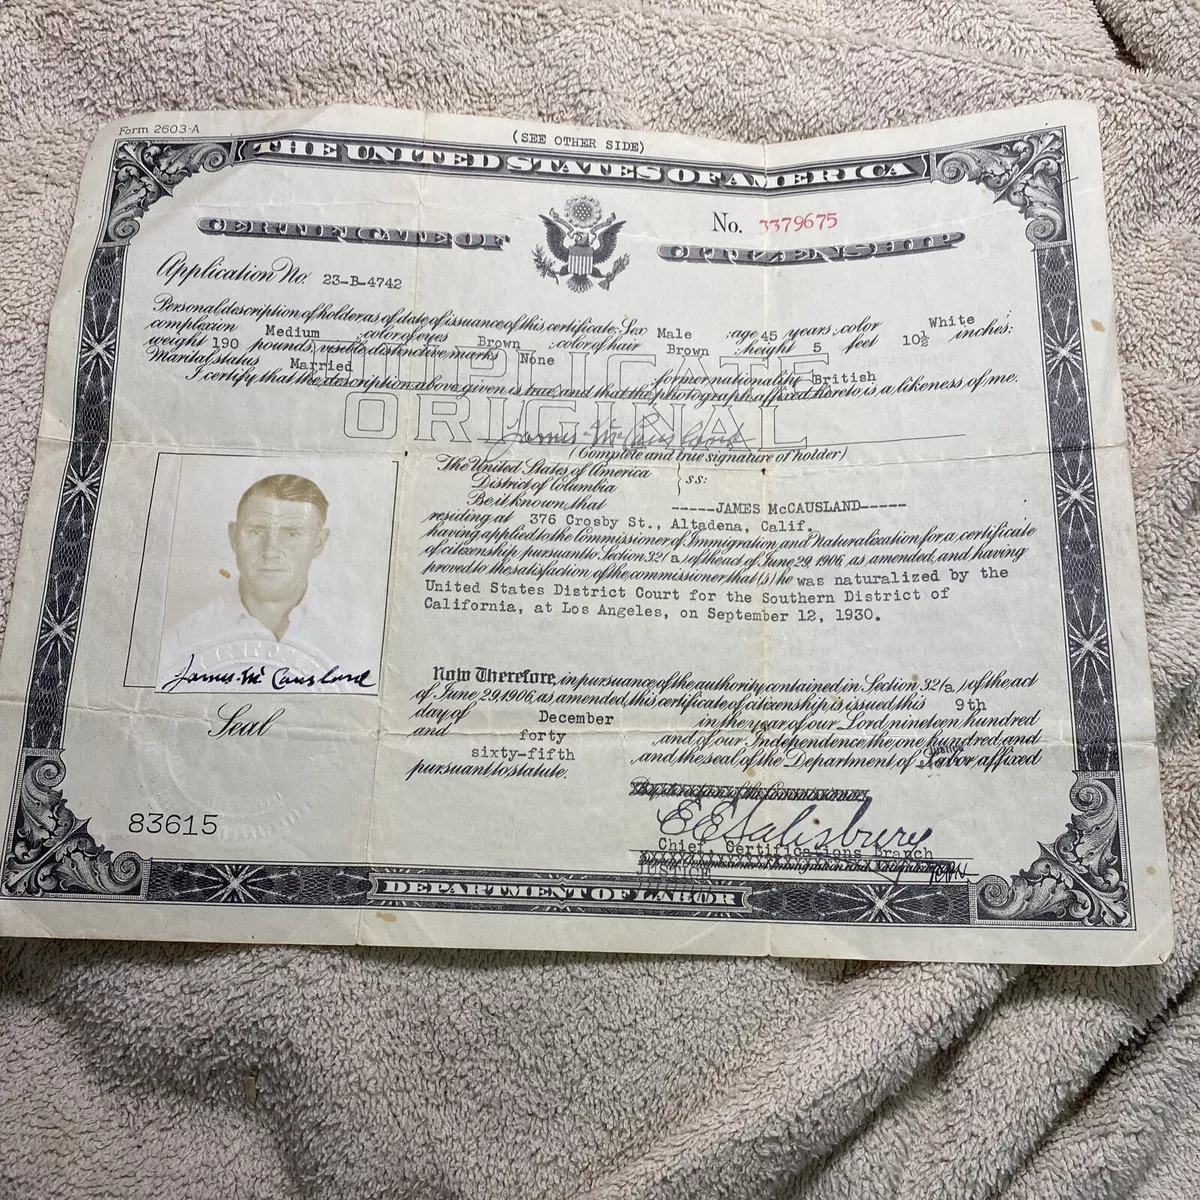 Form 2603-A
(SEE OTHER SIDE)
THE UNITED STATES OF AMERICA
No. 3379675
CERTIFICATE OF CITIZENSHIP
Application No. 23-B-4742
Personal description of holder as of date of issuance of this certificate: Sex Male ; age 45 years ; color White ;
complexion Medium ; color of eyes Brown ; color of hair Brown ; height 5 feet 10½ inches;
weight 190 pounds; visible distinctive marks None
Marital status Married former nationality British
I certify that the description above given is true, and that the photograph affixed hereto is a likeness of me.
ORIGINAL
James McCausland
(Complete and true signature of holder)
The United States of America
District of Columbia } ss:
Be it known, that -----JAMES McCAUSLAND-----
residing at 376 Crosby St., Altadena, Calif.
having applied to the Commissioner of Immigration and Naturalization for a certificate
of citizenship pursuant to Section 32(a) of the act of June 29, 1906, as amended, and having
proved to the satisfaction of the commissioner that (s)he was naturalized by the
United States District Court for the Southern District of
California, at Los Angeles, on September 12, 1930.
James McCausland
Seal
Now Therefore, in pursuance of the authority contained in Section 32(a) of the act
of June 29, 1906, as amended, this certificate of citizenship is issued this 9th
day of December in the year of our Lord nineteen hundred
and forty , and of our Independence the one hundred and
sixty-fifth , and the seal of the Department of Labor affixed
pursuant to statute.
E E Salisbury
Chief, Certifications Branch
JUSTICE
83615
DEPARTMENT OF LABOR